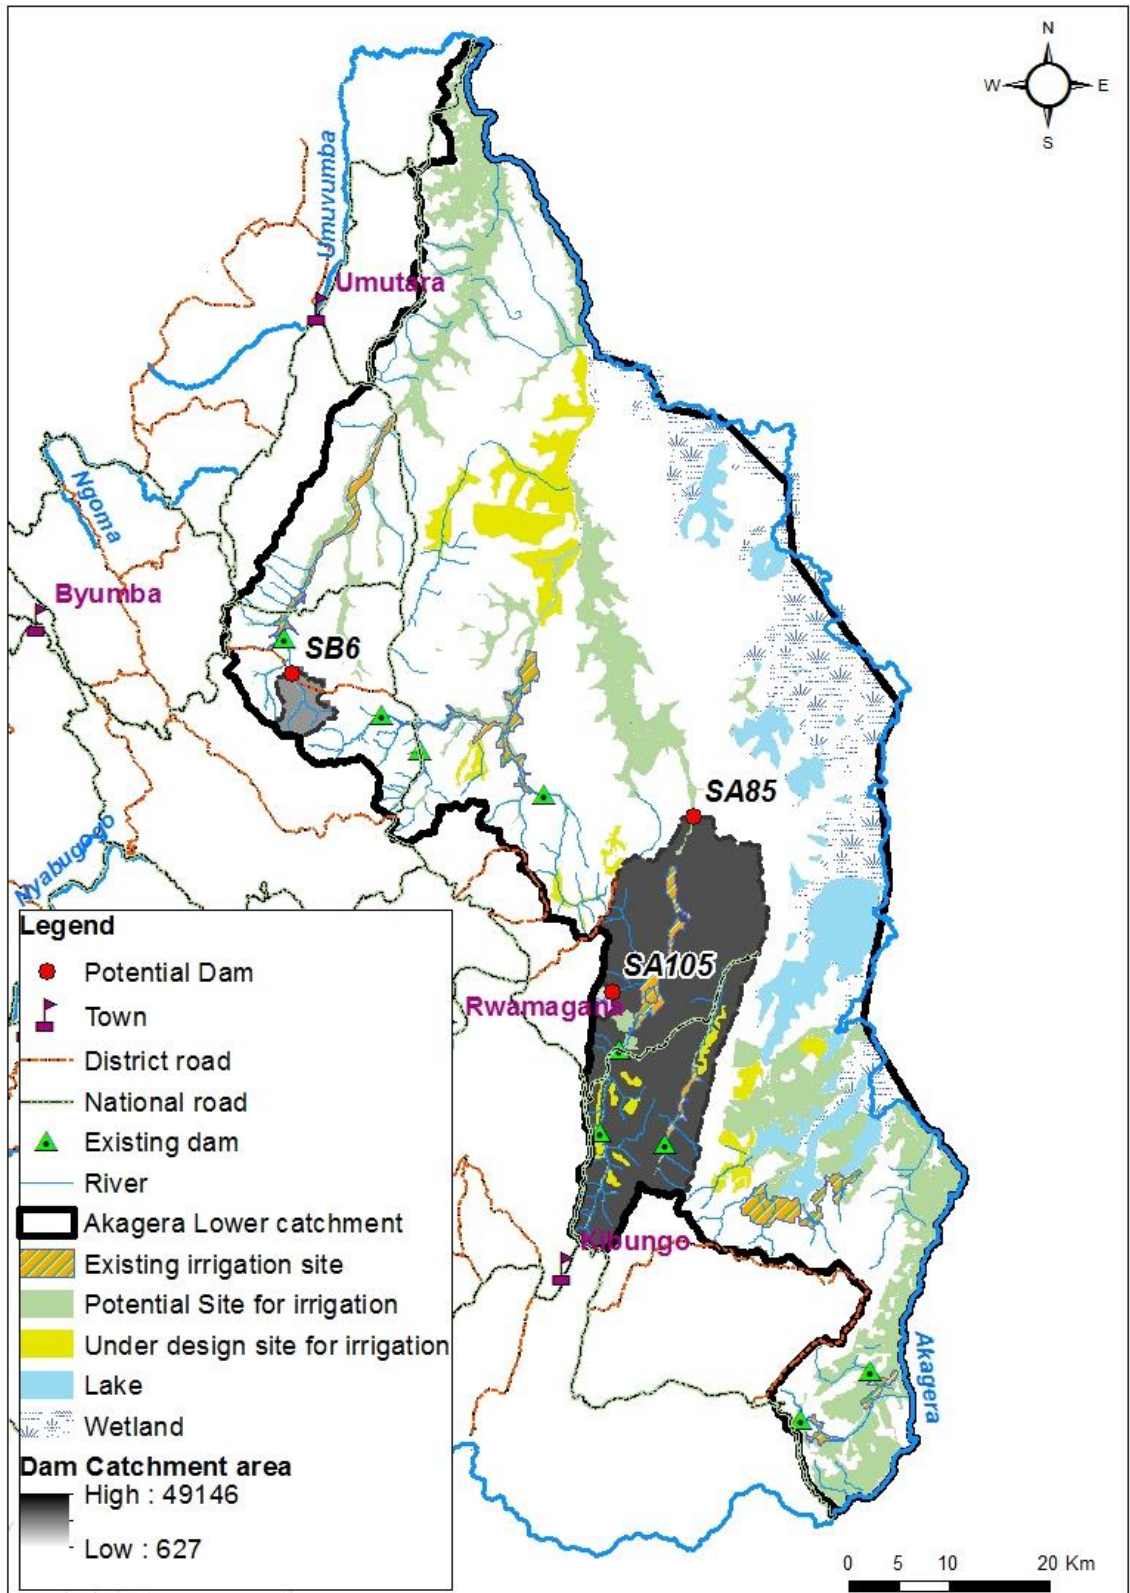 N
W E
S
Umuvumba
Umutara
Ngoma
Byumba
SB6
SA85
Nyabugogo
SA105
Rwamagana
Kibungo
Akagera
Legend
Potential Dam
Town
District road
National road
Existing dam
River
Akagera Lower catchment
Existing irrigation site
Potential Site for irrigation
Under design site for irrigation
Lake
Wetland
Dam Catchment area
High : 49146
Low : 627
0 5 10 20 Km